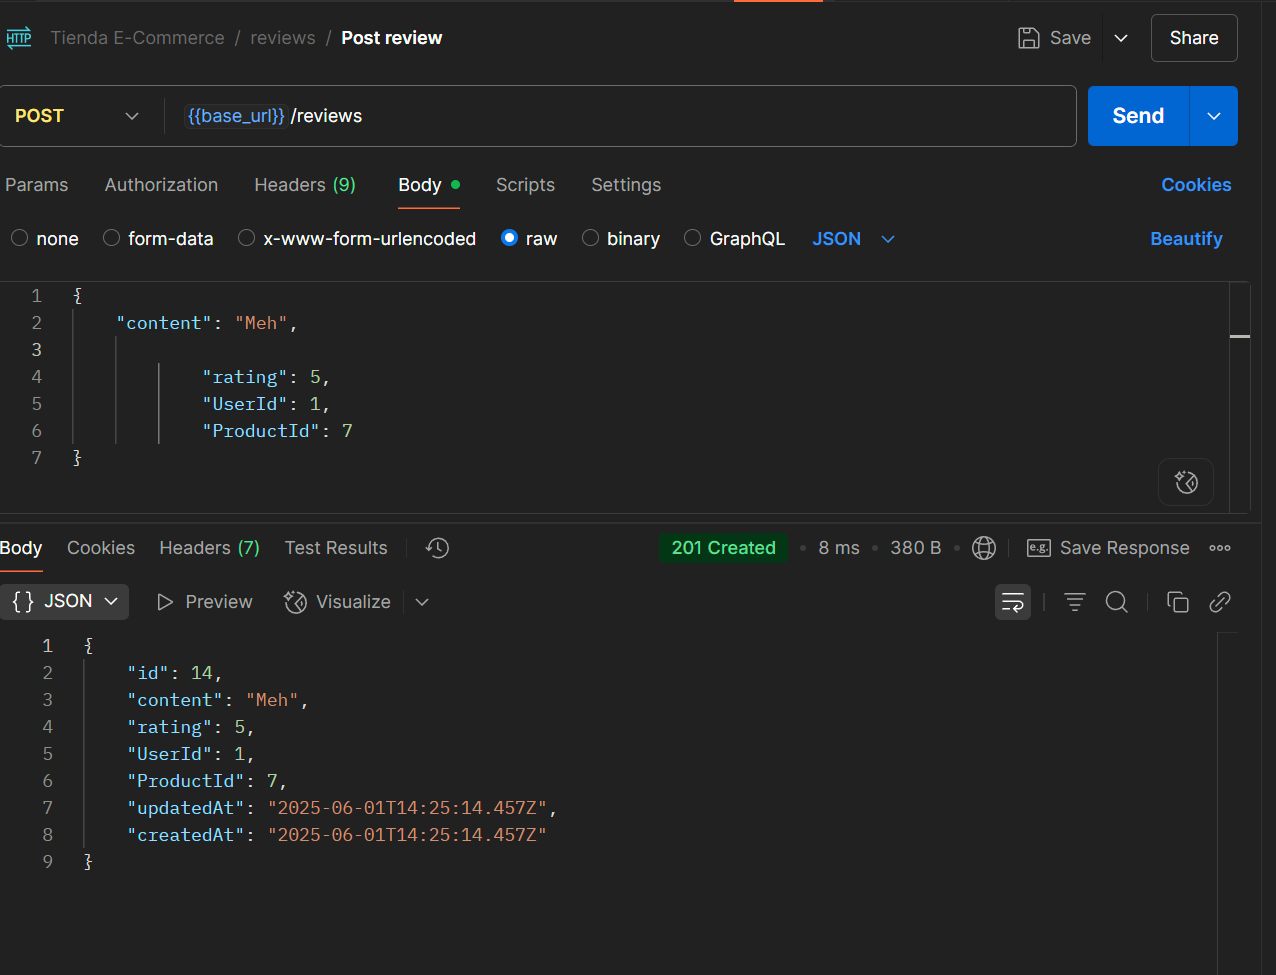 HTTP Tienda E-Commerce / reviews / Post review Save Share
POST {{base_url}} /reviews Send
Params Authorization Headers (9) Body Scripts Settings Cookies
none form-data x-www-form-urlencoded raw binary GraphQL JSON Beautify
1 {
2 "content": "Meh",
3
4 "rating": 5,
5 "UserId": 1,
6 "ProductId": 7
7 }
Body Cookies Headers (7) Test Results 201 Created • 8 ms • 380 B • e.g. Save Response
{} JSON Preview Visualize
1 {
2 "id": 14,
3 "content": "Meh",
4 "rating": 5,
5 "UserId": 1,
6 "ProductId": 7,
7 "updatedAt": "2025-06-01T14:25:14.457Z",
8 "createdAt": "2025-06-01T14:25:14.457Z"
9 }